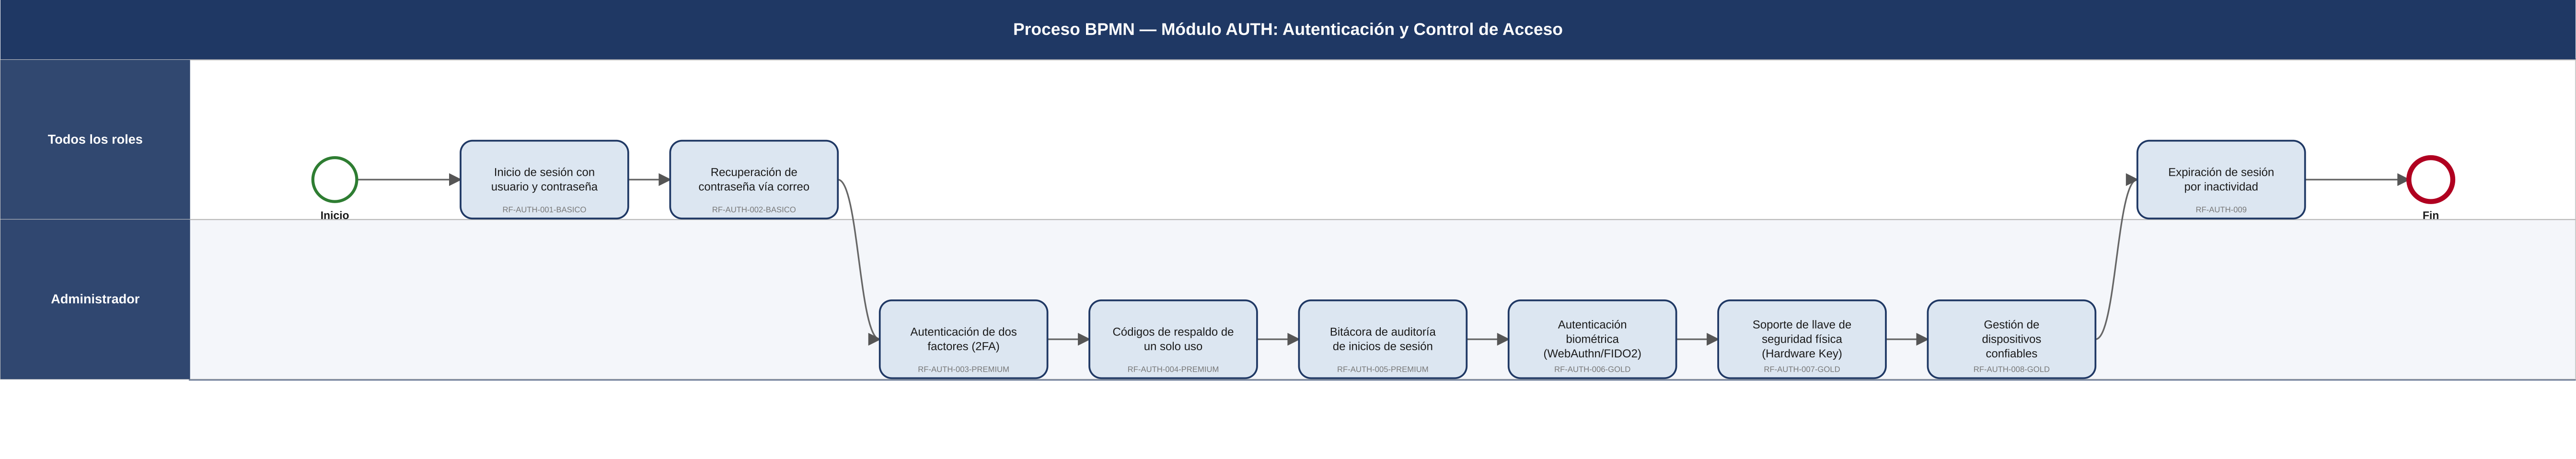 Proceso BPMN — Módulo AUTH: Autenticación y Control de Acceso
Todos los roles
Inicio
Inicio de sesión con
usuario y contraseña
RF-AUTH-001-BASICO
Recuperación de
contraseña vía correo
RF-AUTH-002-BASICO
Expiración de sesión
por inactividad
RF-AUTH-009
Fin
Administrador
Autenticación de dos
factores (2FA)
RF-AUTH-003-PREMIUM
Códigos de respaldo de
un solo uso
RF-AUTH-004-PREMIUM
Bitácora de auditoría
de inicios de sesión
RF-AUTH-005-PREMIUM
Autenticación
biométrica
(WebAuthn/FIDO2)
RF-AUTH-006-GOLD
Soporte de llave de
seguridad física
(Hardware Key)
RF-AUTH-007-GOLD
Gestión de
dispositivos
confiables
RF-AUTH-008-GOLD